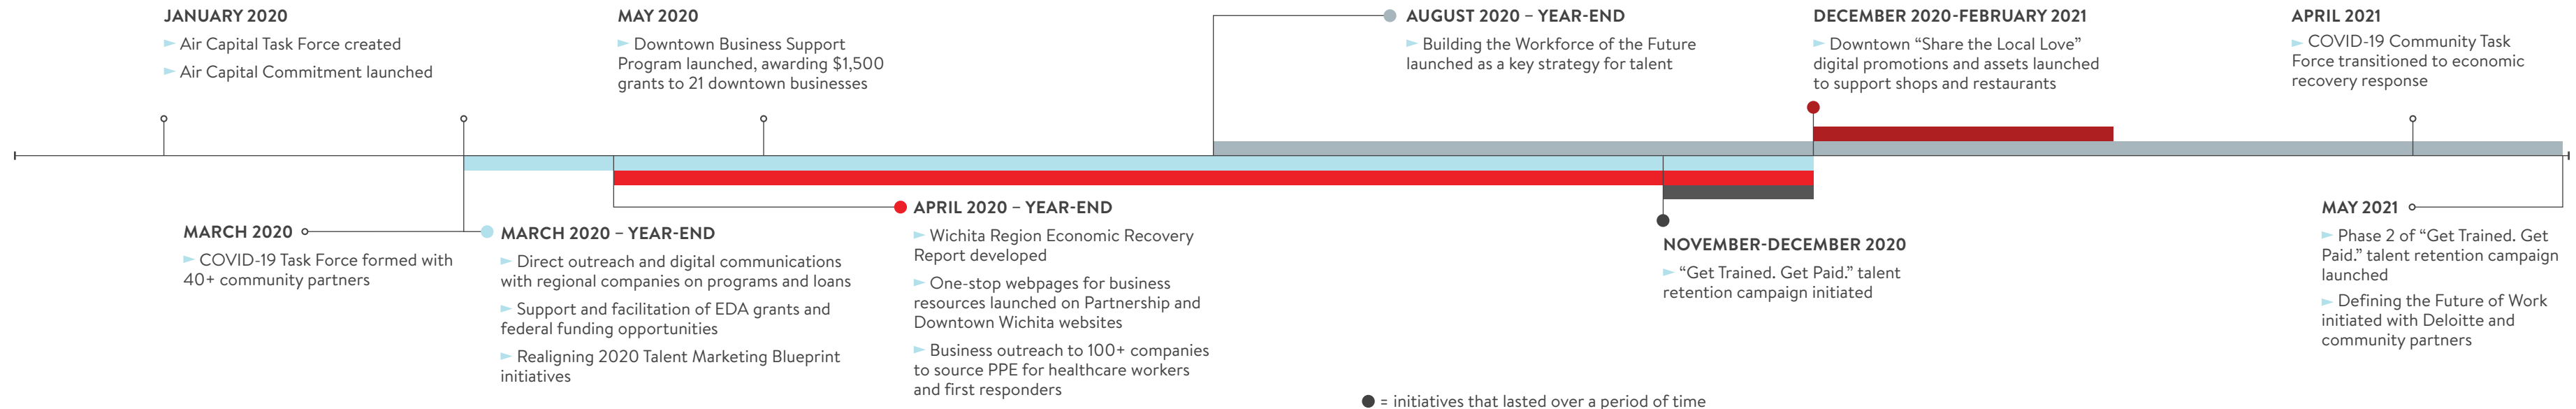 JANUARY 2020
► Air Capital Task Force created
► Air Capital Commitment launched
MAY 2020
► Downtown Business Support
Program launched, awarding $1,500
grants to 21 downtown businesses
AUGUST 2020 – YEAR-END
► Building the Workforce of the Future
launched as a key strategy for talent
DECEMBER 2020-FEBRUARY 2021
► Downtown “Share the Local Love”
digital promotions and assets launched
to support shops and restaurants
APRIL 2021
► COVID-19 Community Task
Force transitioned to economic
recovery response
MARCH 2020
► COVID-19 Task Force formed with
40+ community partners
MARCH 2020 – YEAR-END
► Direct outreach and digital communications
with regional companies on programs and loans
► Support and facilitation of EDA grants and
federal funding opportunities
► Realigning 2020 Talent Marketing Blueprint
initiatives
APRIL 2020 – YEAR-END
► Wichita Region Economic Recovery
Report developed
► One-stop webpages for business
resources launched on Partnership and
Downtown Wichita websites
► Business outreach to 100+ companies
to source PPE for healthcare workers
and first responders
NOVEMBER-DECEMBER 2020
► “Get Trained. Get Paid.” talent
retention campaign initiated
MAY 2021
► Phase 2 of “Get Trained. Get
Paid.” talent retention campaign
launched
► Defining the Future of Work
initiated with Deloitte and
community partners
● = initiatives that lasted over a period of time